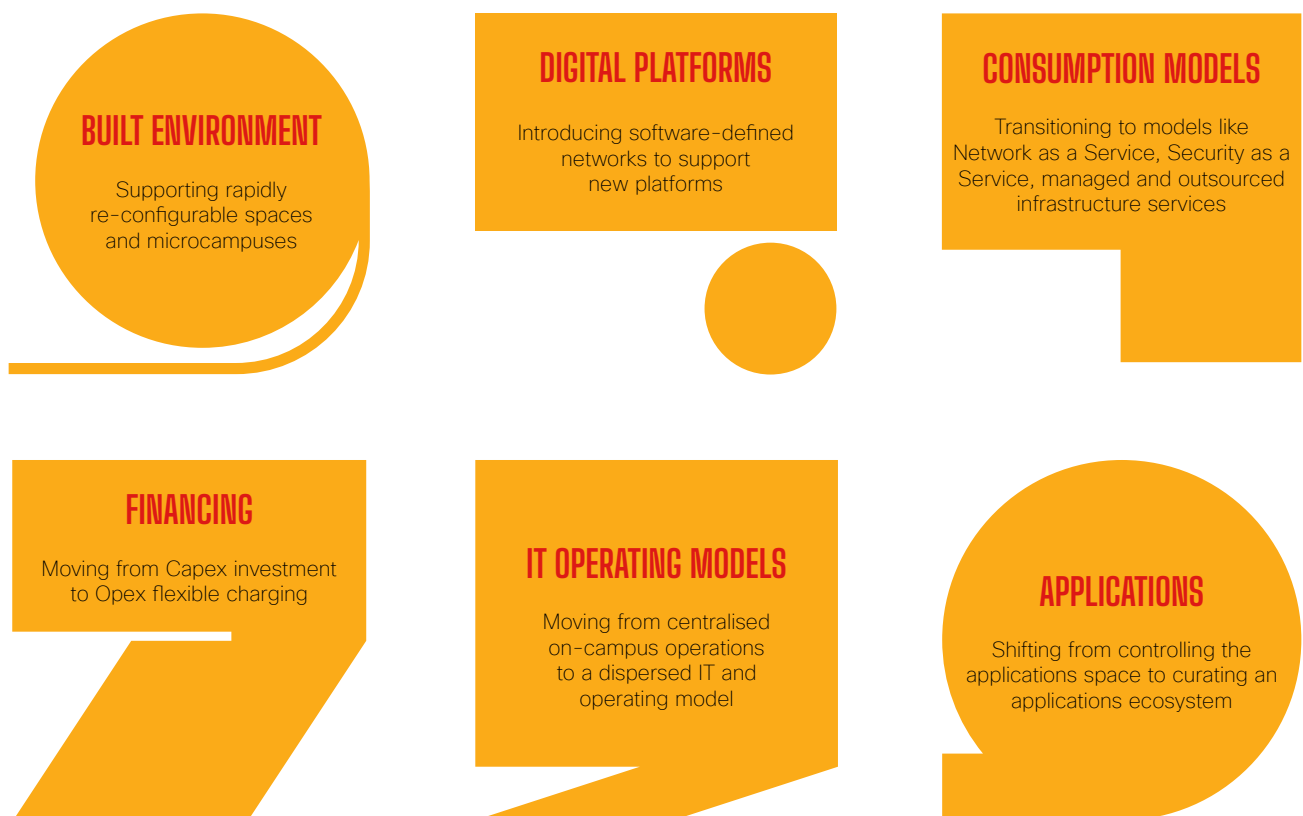 BUILT ENVIRONMENT
Supporting rapidly
re-configurable spaces
and microcampuses
DIGITAL PLATFORMS
Introducing software-defined
networks to support
new platforms
CONSUMPTION MODELS
Transitioning to models like
Network as a Service, Security as a
Service, managed and outsourced
infrastructure services
FINANCING
Moving from Capex investment
to Opex flexible charging
IT OPERATING MODELS
Moving from centralised
on-campus operations
to a dispersed IT and
operating model
APPLICATIONS
Shifting from controlling the
applications space to curating an
applications ecosystem